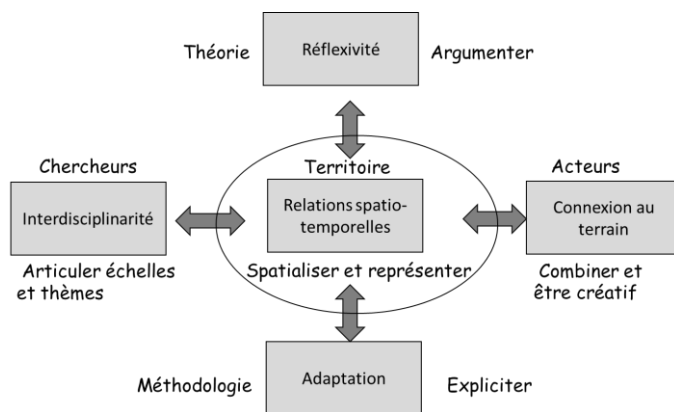 Théorie
Réflexivité
Argumenter
Chercheurs
Territoire
Acteurs
Interdisciplinarité
Relations spatio-
temporelles
Connexion au
terrain
Articuler échelles
et thèmes
Spatialiser et représenter
Combiner et
être créatif
Méthodologie
Adaptation
Expliciter